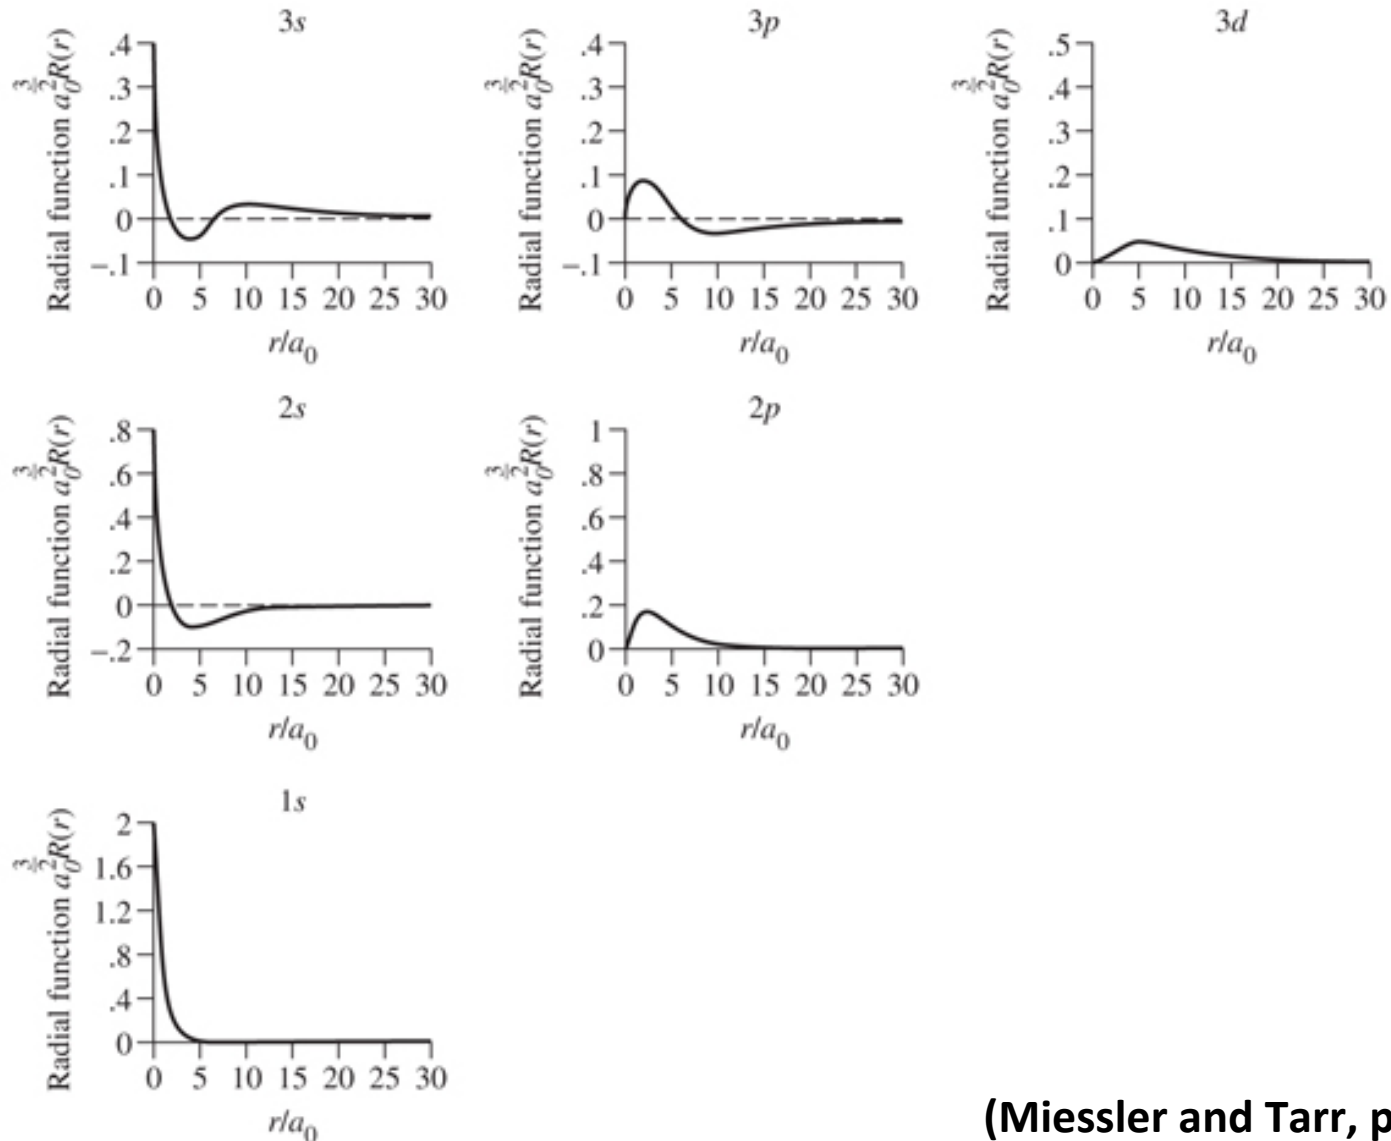 3s
Radial function a₀^{3/2}R(r)
.4
.3
.2
.1
0
−.1
0 5 10 15 20 25 30
r/a₀
3p
Radial function a₀^{3/2}R(r)
.4
.3
.2
.1
0
−.1
0 5 10 15 20 25 30
r/a₀
3d
Radial function a₀^{3/2}R(r)
.5
.4
.3
.2
.1
0
0 5 10 15 20 25 30
r/a₀
2s
Radial function a₀^{3/2}R(r)
.8
.6
.4
.2
0
−.2
0 5 10 15 20 25 30
r/a₀
2p
Radial function a₀^{3/2}R(r)
1
.8
.6
.4
.2
0
0 5 10 15 20 25 30
r/a₀
1s
Radial function a₀^{3/2}R(r)
2
1.6
1.2
.8
.4
0
0 5 10 15 20 25 30
r/a₀
(Miessler and Tarr, p